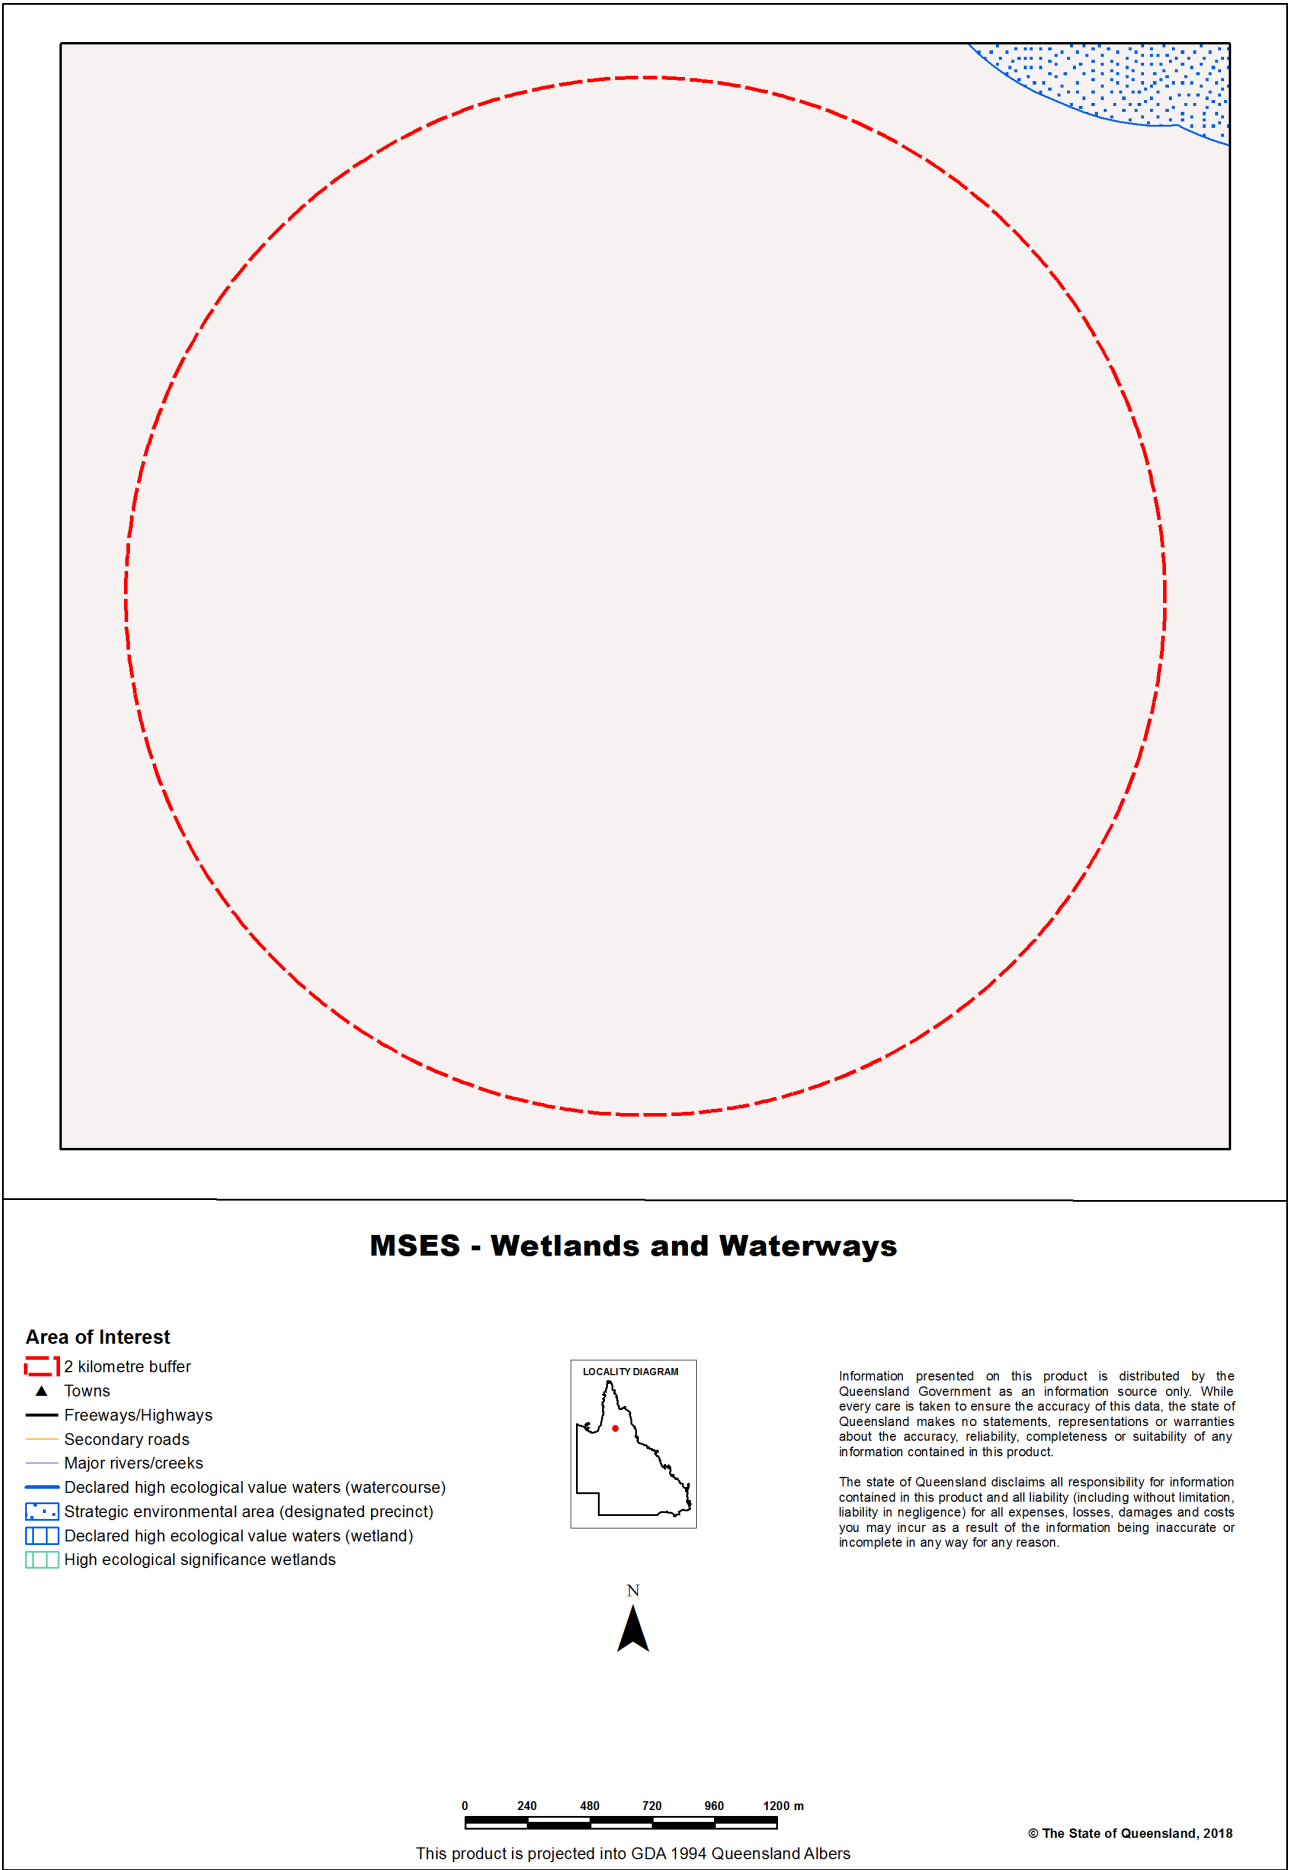 MSES - Wetlands and Waterways
Area of Interest
2 kilometre buffer
Towns
Freeways/Highways
Secondary roads
Major rivers/creeks
Declared high ecological value waters (watercourse)
Strategic environmental area (designated precinct)
Declared high ecological value waters (wetland)
High ecological significance wetlands
LOCALITY DIAGRAM
N
Information presented on this product is distributed by the
Queensland Government as an information source only. While
every care is taken to ensure the accuracy of this data, the state of
Queensland makes no statements, representations or warranties
about the accuracy, reliability, completeness or suitability of any
information contained in this product.
The state of Queensland disclaims all responsibility for information
contained in this product and all liability (including without limitation,
liability in negligence) for all expenses, losses, damages and costs
you may incur as a result of the information being inaccurate or
incomplete in any way for any reason.
0 240 480 720 960 1200 m
This product is projected into GDA 1994 Queensland Albers
© The State of Queensland, 2018